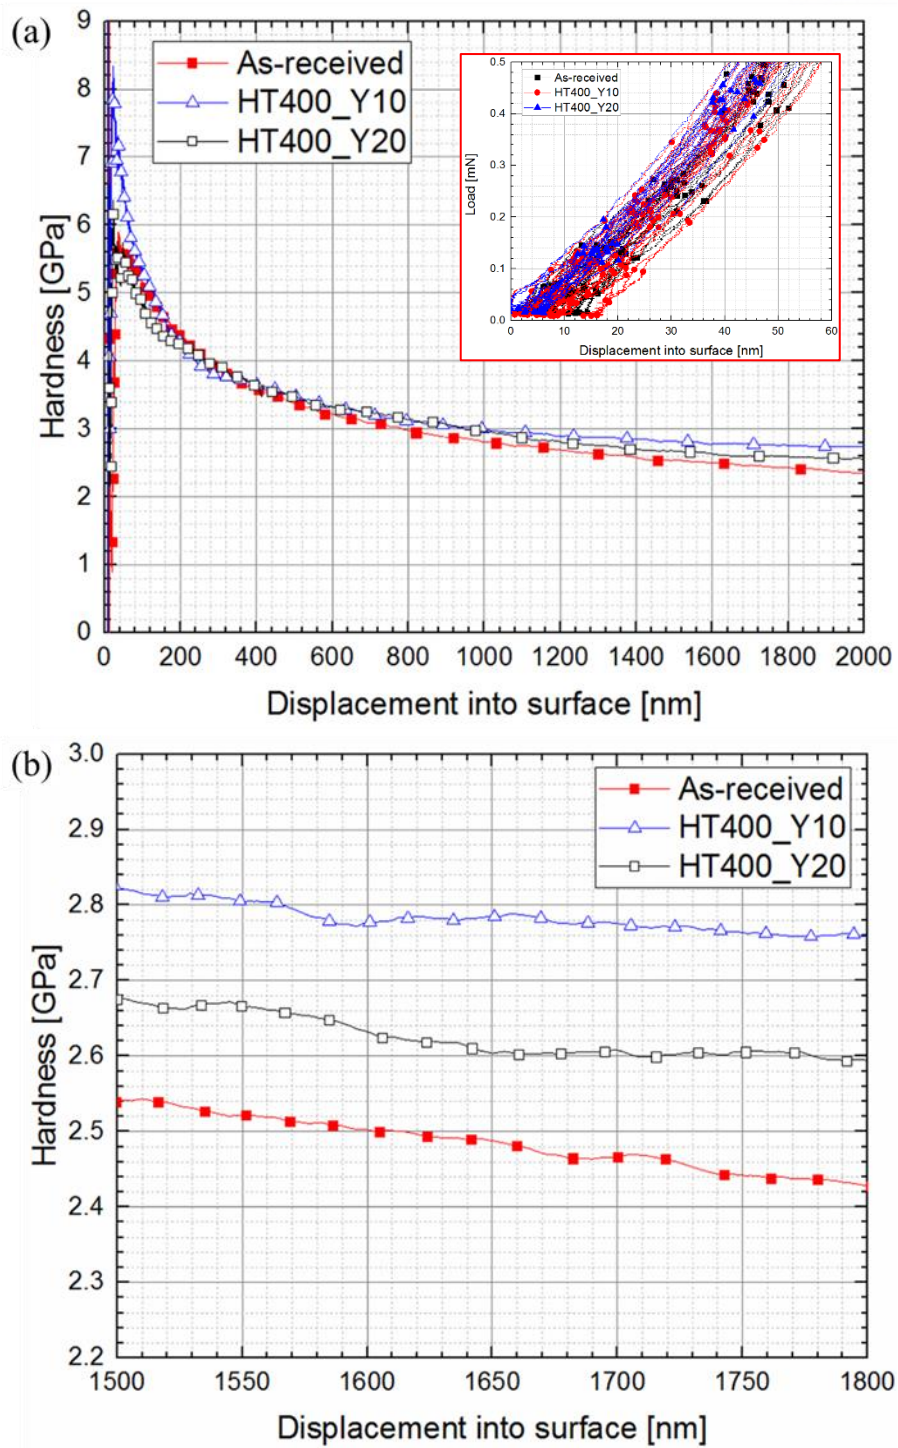 (a)
As-received
HT400_Y10
HT400_Y20
9
8
7
6
5
4
3
2
1
0
Hardness [GPa]
0 200 400 600 800 1000 1200 1400 1600 1800 2000
Displacement into surface [nm]
As-received
HT400_Y10
HT400_Y20
0.5
0.4
0.3
0.2
0.1
0.0
Load [mN]
0 10 20 30 40 50 60
Displacement into surface [nm]
(b)
As-received
HT400_Y10
HT400_Y20
3.0
2.9
2.8
2.7
2.6
2.5
2.4
2.3
2.2
Hardness [GPa]
1500 1550 1600 1650 1700 1750 1800
Displacement into surface [nm]